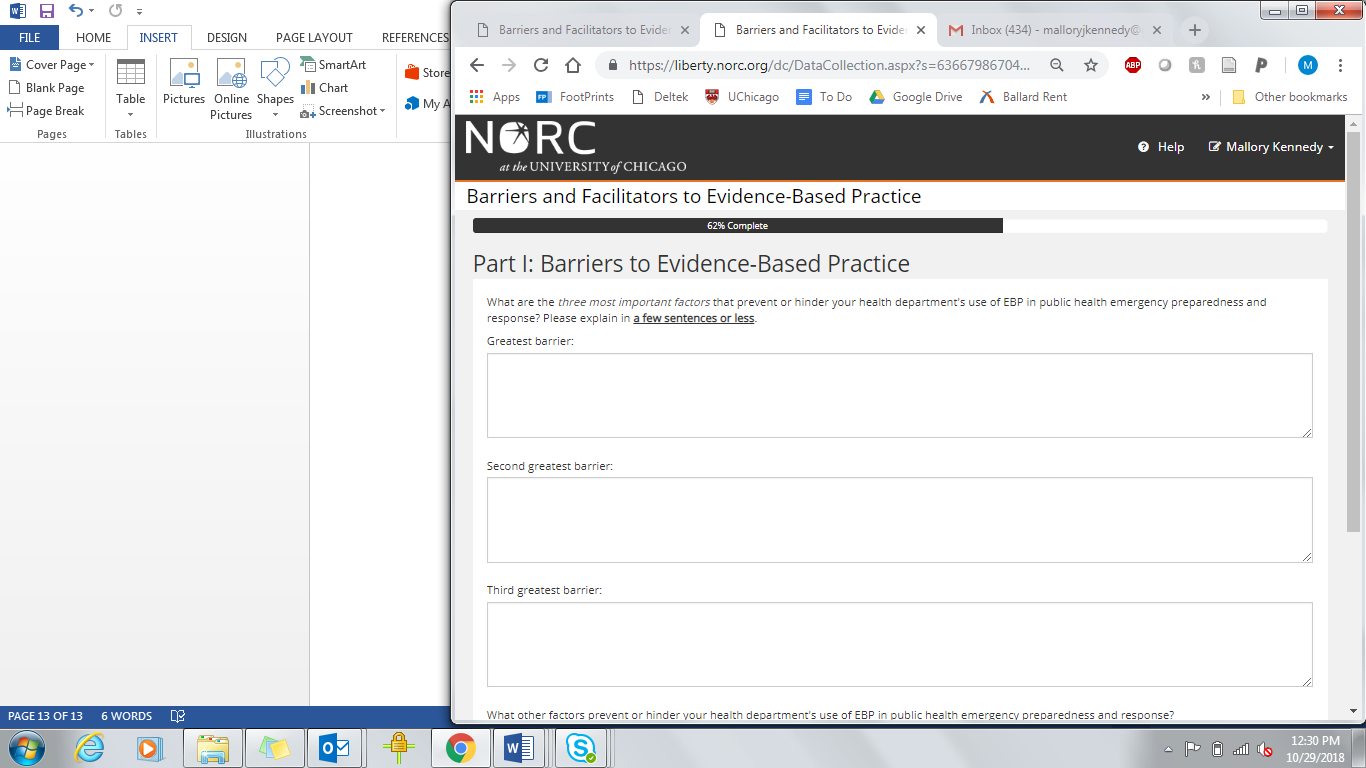 FILE HOME INSERT DESIGN PAGE LAYOUT REFERENCES
Cover Page
Blank Page
Page Break
Pages
Table
Tables
Pictures
Online Pictures
Shapes
SmartArt
Chart
Screenshot
Illustrations
Store
My A
Barriers and Facilitators to Evide
Barriers and Facilitators to Evide
Inbox (434) - malloryjkennedy@
https://liberty.norc.org/dc/DataCollection.aspx?s=63667986704...
ABP
M
Apps FootPrints Deltek UChicago To Do Google Drive Ballard Rent » Other bookmarks
NORC
at the UNIVERSITY of CHICAGO
Help Mallory Kennedy
Barriers and Facilitators to Evidence-Based Practice
62% Complete
Part I: Barriers to Evidence-Based Practice
What are the three most important factors that prevent or hinder your health department's use of EBP in public health emergency preparedness and
response? Please explain in a few sentences or less.
Greatest barrier:
Second greatest barrier:
Third greatest barrier:
What other factors prevent or hinder your health department's use of EBP in public health emergency preparedness and response?
PAGE 13 OF 13 6 WORDS
12:30 PM
10/29/2018